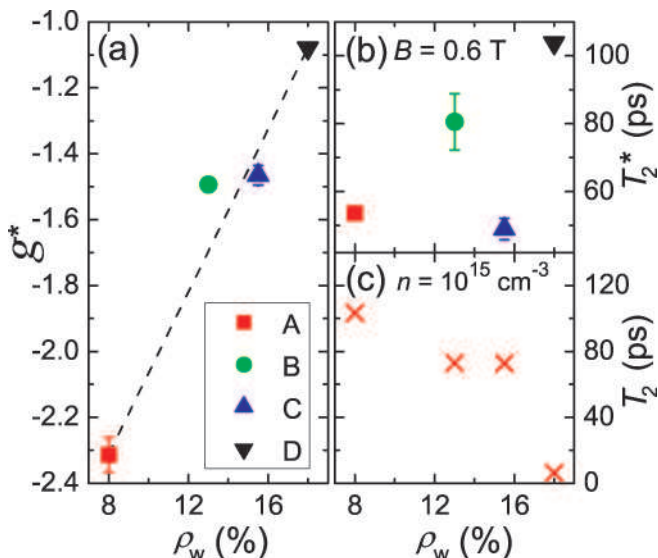 (a)
-1.0
-1.2
-1.4
-1.6
-1.8
-2.0
-2.2
-2.4
g*
A
B
C
D
8
12
16
ρw (%)
(b) B = 0.6 T
100
80
60
T2* (ps)
(c) n = 10^15 cm^-3
120
80
40
0
T2 (ps)
8
12
16
ρw (%)